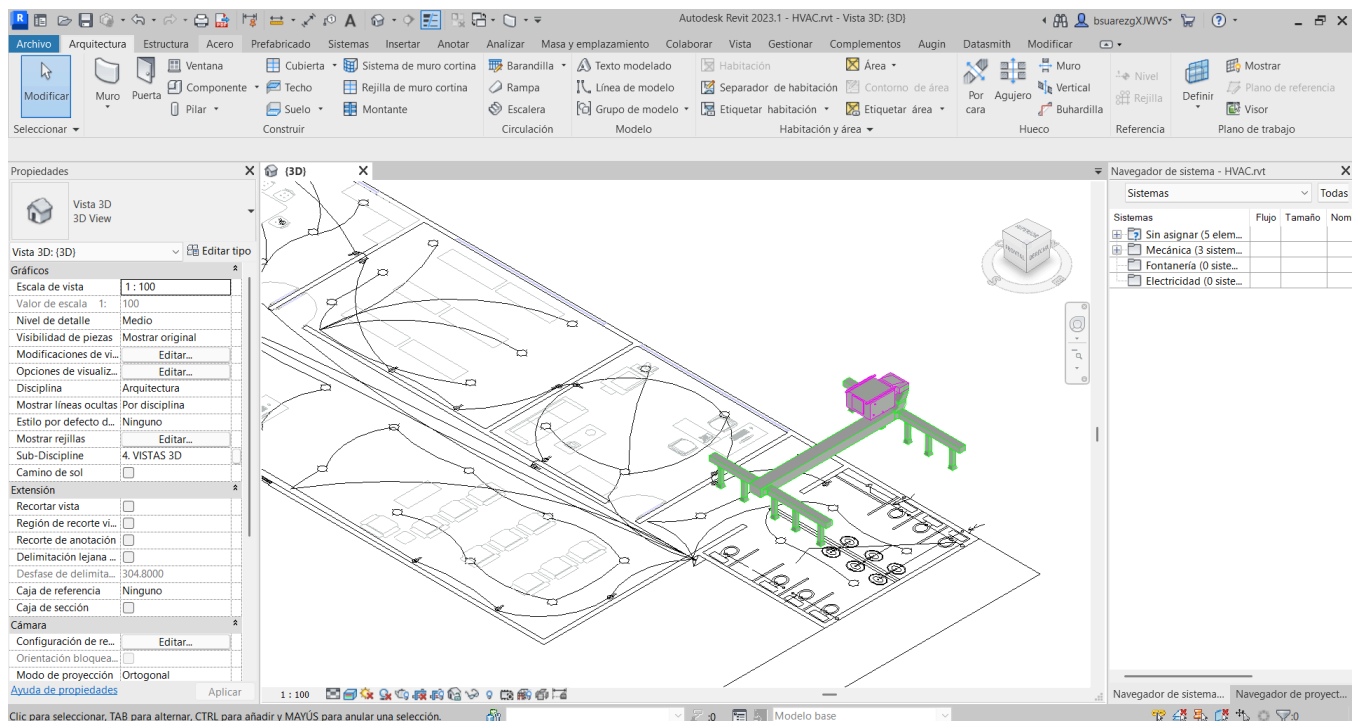 Autodesk Revit 2023.1 - HVAC.rvt - Vista 3D: {3D}
bsuarezgXJWVS
Archivo Arquitectura Estructura Acero Prefabricado Sistemas Insertar Anotar Analizar Masa y emplazamiento Colaborar Vista Gestionar Complementos Augin Datasmith Modificar
Modificar
Seleccionar
Muro
Puerta
Ventana
Componente
Pilar
Cubierta
Techo
Suelo
Sistema de muro cortina
Rejilla de muro cortina
Montante
Construir
Barandilla
Rampa
Escalera
Circulación
Texto modelado
Línea de modelo
Grupo de modelo
Modelo
Habitación
Separador de habitación
Etiquetar habitación
Área
Contorno de área
Etiquetar área
Habitación y área
Por cara
Agujero
Muro
Vertical
Buhardilla
Hueco
Nivel
Rejilla
Referencia
Definir
Mostrar
Plano de referencia
Visor
Plano de trabajo
Propiedades
Vista 3D
3D View
Vista 3D: {3D} Editar tipo
Gráficos
Escala de vista 1 : 100
Valor de escala 1: 100
Nivel de detalle Medio
Visibilidad de piezas Mostrar original
Modificaciones de vi... Editar...
Opciones de visualiz... Editar...
Disciplina Arquitectura
Mostrar líneas ocultas Por disciplina
Estilo por defecto d... Ninguno
Mostrar rejillas Editar...
Sub-Discipline 4. VISTAS 3D
Camino de sol
Extensión
Recortar vista
Región de recorte vi...
Recorte de anotación
Delimitación lejana ...
Desfase de delimita... 304.8000
Caja de referencia Ninguno
Caja de sección
Cámara
Configuración de re... Editar...
Orientación bloquea...
Modo de proyección Ortogonal
Ayuda de propiedades Aplicar
{3D}
1 : 100
Navegador de sistema - HVAC.rvt
Sistemas Todas
Sistemas Flujo Tamaño Nom
Sin asignar (5 elem...
Mecánica (3 sistem...
Fontanería (0 siste...
Electricidad (0 siste...
Navegador de sistema... Navegador de proyect...
Clic para seleccionar, TAB para alternar, CTRL para añadir y MAYÚS para anular una selección.
:0
Modelo base
:0